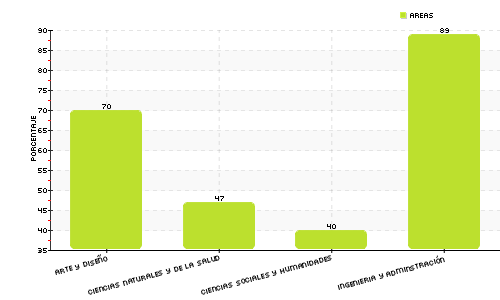 AREAS
PORCENTAJE
90
85
80
75
70
65
60
55
50
45
40
35
70
47
40
89
ARTE Y DISEÑO
CIENCIAS NATURALES Y DE LA SALUD
CIENCIAS SOCIALES Y HUMANIDADES
INGENIERIA Y ADMINSTRACIÓN